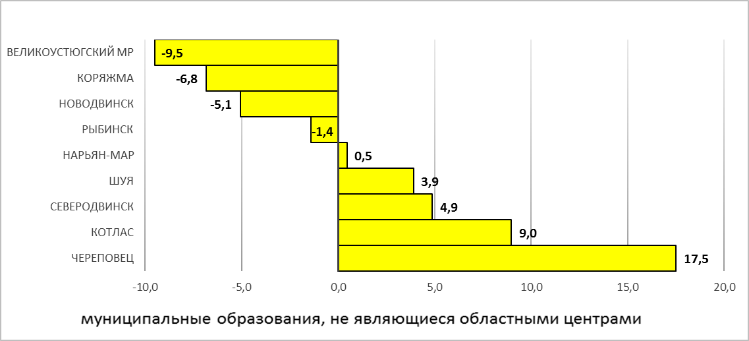 ВЕЛИКОУСТЮГСКИЙ МР -9,5
КОРЯЖМА -6,8
НОВОДВИНСК -5,1
РЫБИНСК -1,4
НАРЬЯН-МАР 0,5
ШУЯ 3,9
СЕВЕРОДВИНСК 4,9
КОТЛАС 9,0
ЧЕРЕПОВЕЦ 17,5
-10,0 -5,0 0,0 5,0 10,0 15,0 20,0
муниципальные образования, не являющиеся областными центрами